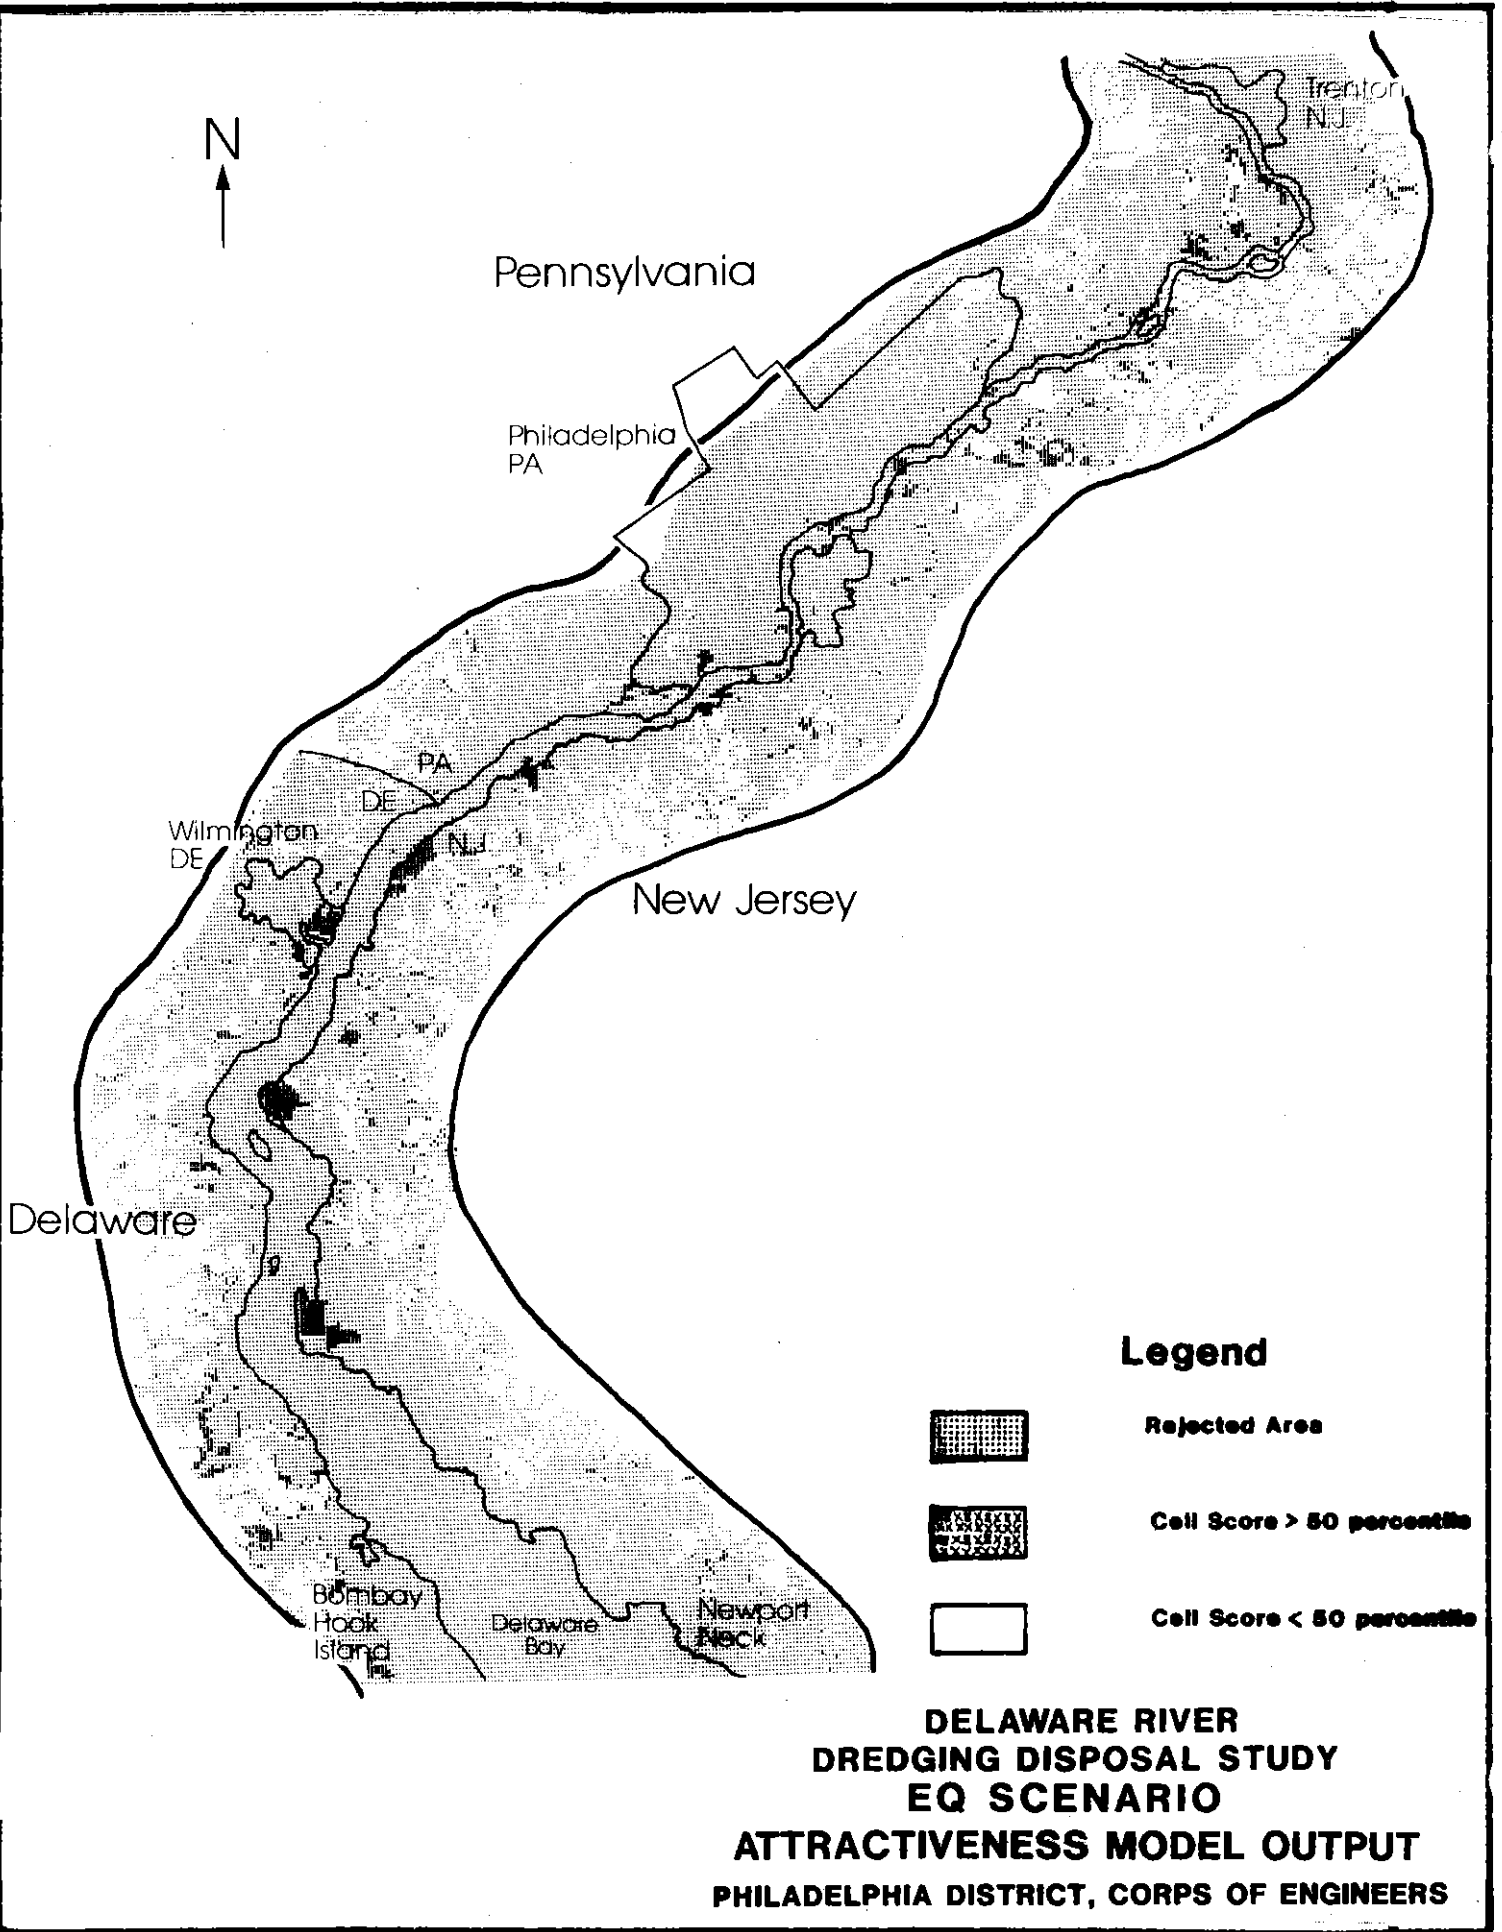 Trenton
N.J.
N
Pennsylvania
Philadelphia
PA
PA
DE
Wilmington
DE
N.J.
New Jersey
Delaware
Legend
Rejected Area
Cell Score > 50 percentile
Cell Score < 50 percentile
Bombay
Hook
Island
Delaware
Bay
Newport
Neck
DELAWARE RIVER
DREDGING DISPOSAL STUDY
EQ SCENARIO
ATTRACTIVENESS MODEL OUTPUT
PHILADELPHIA DISTRICT, CORPS OF ENGINEERS